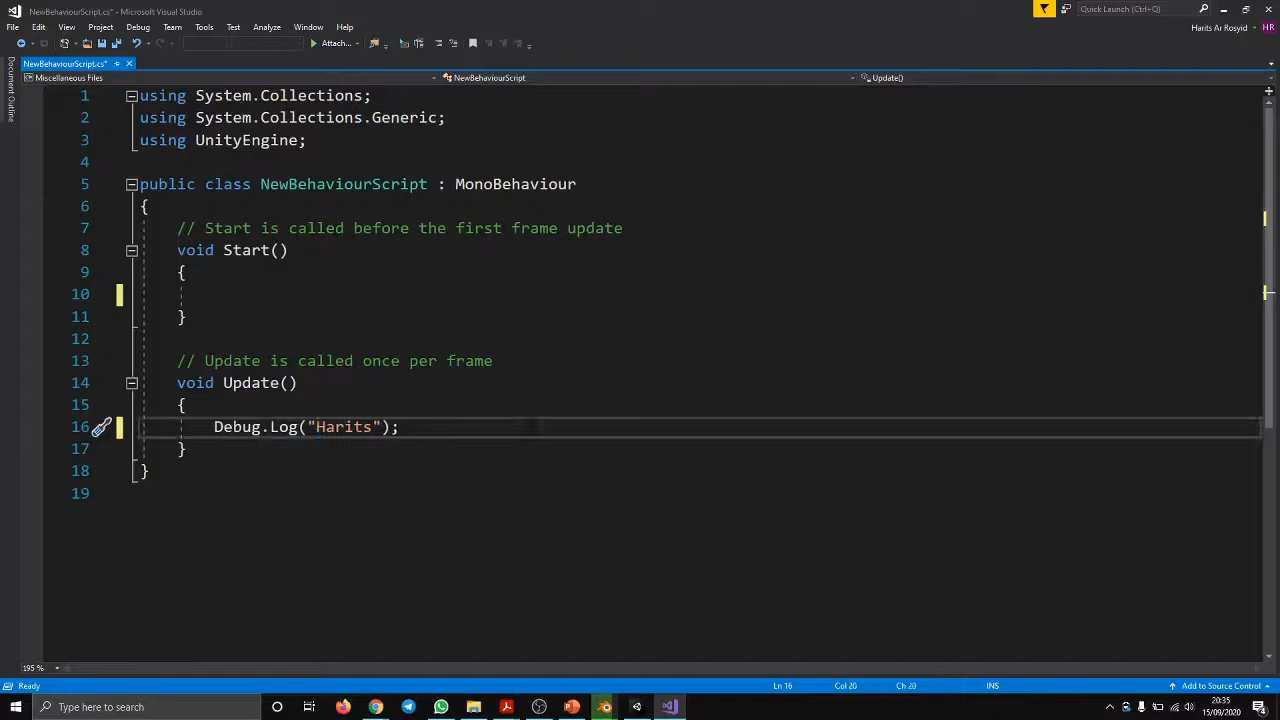 NewBehaviourScript.cs* - Microsoft Visual Studio
Quick Launch (Ctrl+Q)
File Edit View Project Debug Team Tools Test Analyze Window Help
Harits Ar Rosyid HR
Attach...
NewBehaviourScript.cs*
Document Outline
Miscellaneous Files NewBehaviourScript Update()
1 using System.Collections;
2 using System.Collections.Generic;
3 using UnityEngine;
4
5 public class NewBehaviourScript : MonoBehaviour
6 {
7 // Start is called before the first frame update
8 void Start()
9 {
10
11 }
12
13 // Update is called once per frame
14 void Update()
15 {
16 Debug.Log("Harits");
17 }
18 }
19
195 %
Ready Ln 16 Col 20 Ch 20 INS Add to Source Control
Type here to search
20:35
15/09/2020